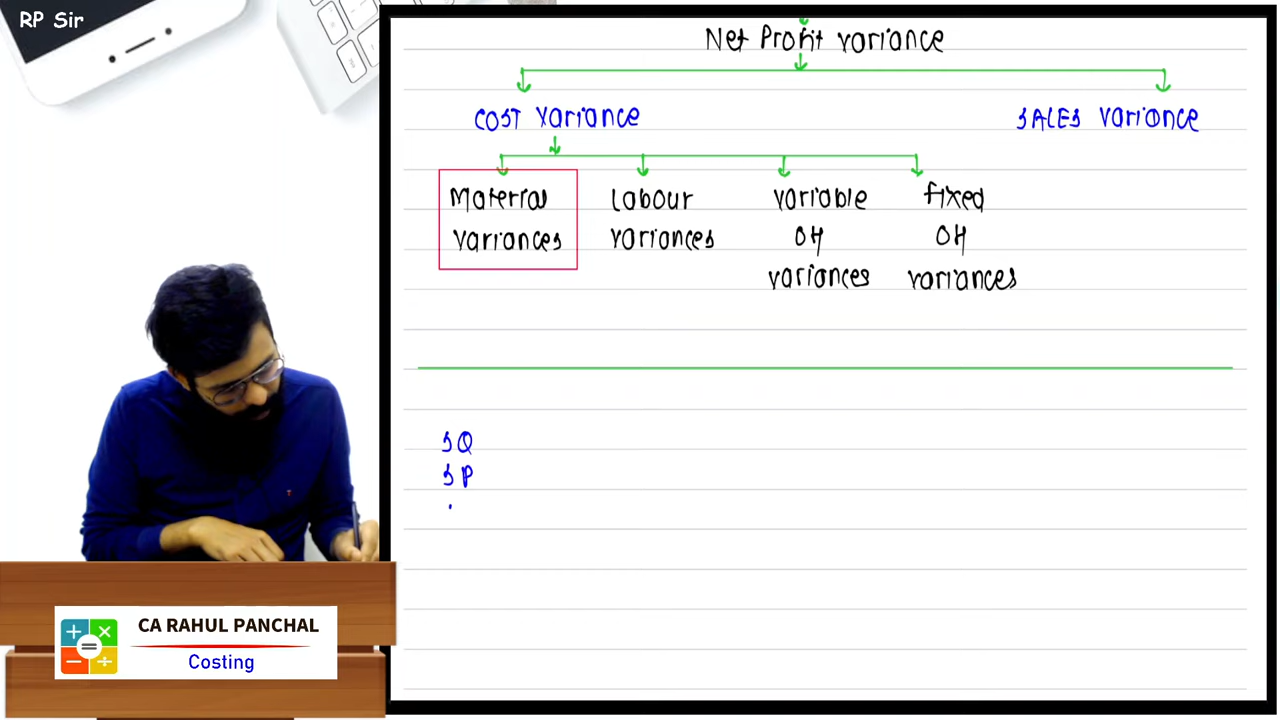 RP Sir
Net Profit variance
COST variance
SALES variance
Material variances
Labour variances
variable OH variances
fixed OH variances
SQ
SP
CA RAHUL PANCHAL
Costing